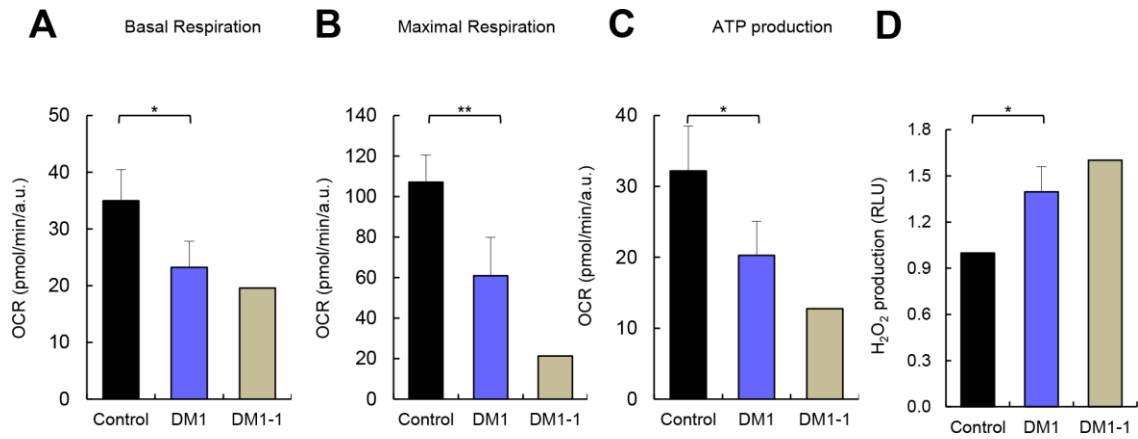 A
Basal Respiration
OCR (pmol/min/a.u.)
50
40
30
20
10
0
*
Control DM1 DM1-1
B
Maximal Respiration
OCR (pmol/min/a.u.)
140
120
100
80
60
40
20
0
**
Control DM1 DM1-1
C
ATP production
OCR (pmol/min/a.u.)
40
30
20
10
0
*
Control DM1 DM1-1
D
H₂O₂ production (RLU)
1.8
1.5
1.2
0.9
0.6
0.3
0.0
*
Control DM1 DM1-1